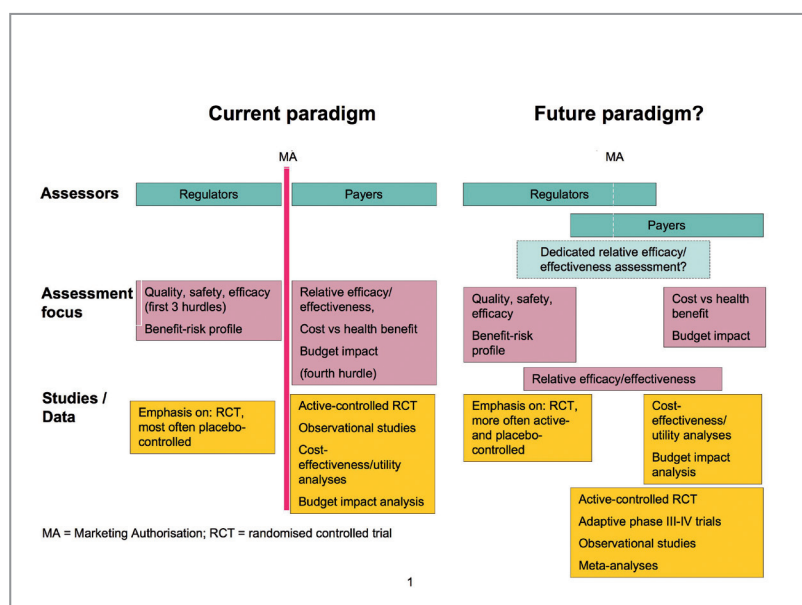 Current paradigm
Future paradigm?
MA
MA
Assessors
Regulators
Payers
Regulators
Payers
Dedicated relative efficacy/
effectiveness assessment?
Assessment
focus
Quality, safety, efficacy
(first 3 hurdles)
Benefit-risk profile
Relative efficacy/
effectiveness,
Cost vs health benefit
Budget impact
(fourth hurdle)
Quality, safety,
efficacy
Benefit-risk
profile
Cost vs health
benefit
Budget impact
Relative efficacy/effectiveness
Studies /
Data
Emphasis on: RCT,
most often placebo-
controlled
Active-controlled RCT
Observational studies
Cost-
effectiveness/utility
analyses
Budget impact analysis
Emphasis on: RCT,
more often active-
and placebo-
controlled
Cost-
effectiveness/
utility analyses
Budget impact
analysis
Active-controlled RCT
Adaptive phase III-IV trials
Observational studies
Meta-analyses
MA = Marketing Authorisation; RCT = randomised controlled trial
1